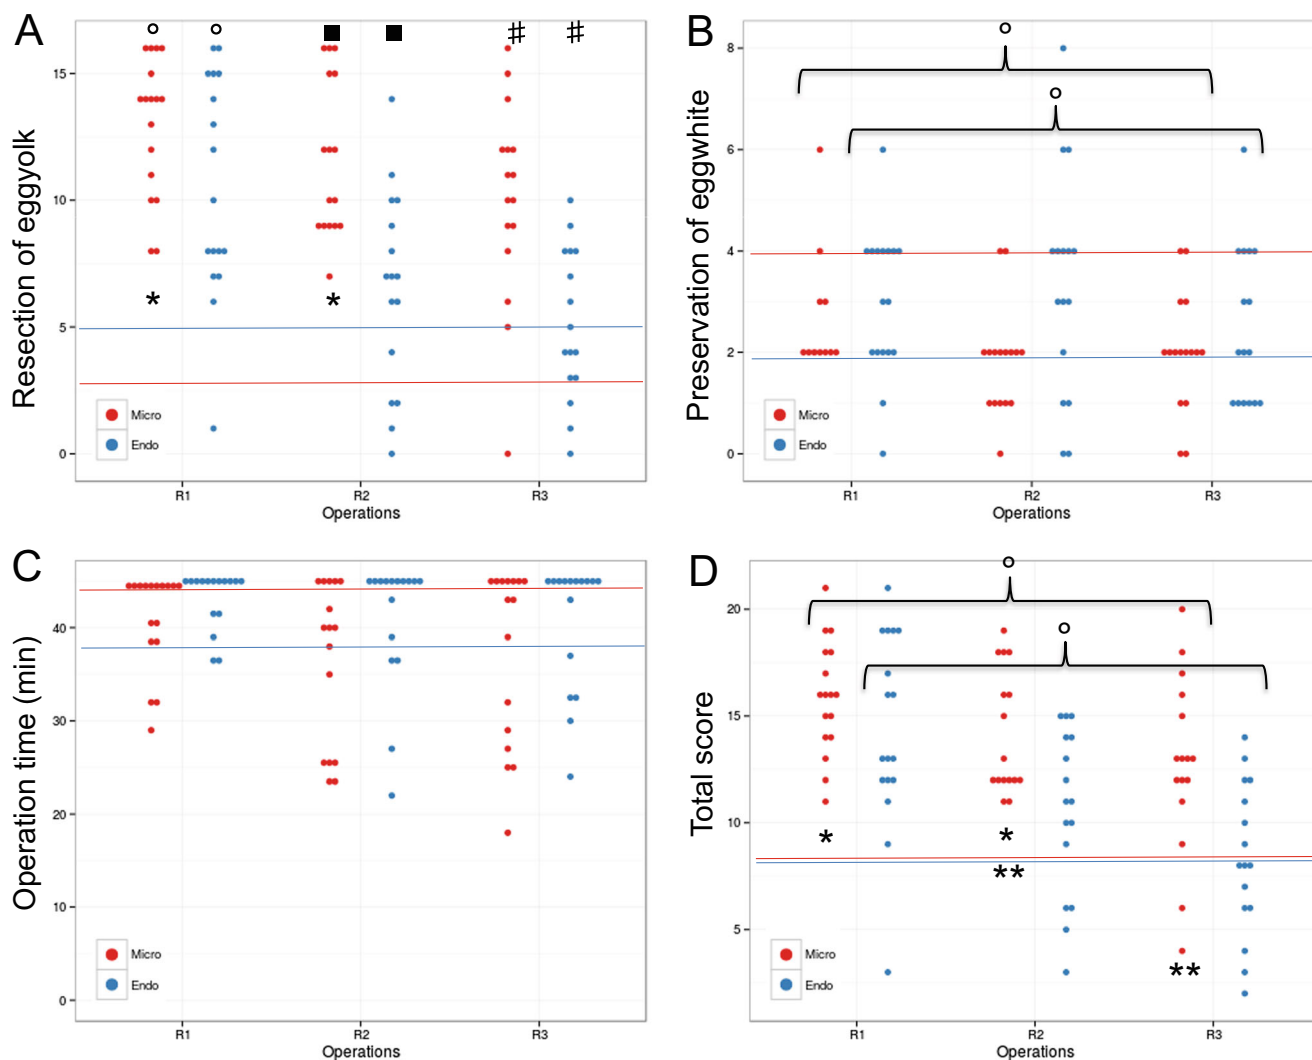 A
Resection of eggyolk
15
10
5
0
° ° ■ ■ # #
* *
Micro
Endo
R1 R2 R3
Operations
B
Preservation of eggwhite
8
6
4
2
0
°
°
Micro
Endo
R1 R2 R3
Operations
C
Operation time (min)
40
30
20
10
0
Micro
Endo
R1 R2 R3
Operations
D
Total score
20
15
10
5
°
°
* *
**
**
Micro
Endo
R1 R2 R3
Operations